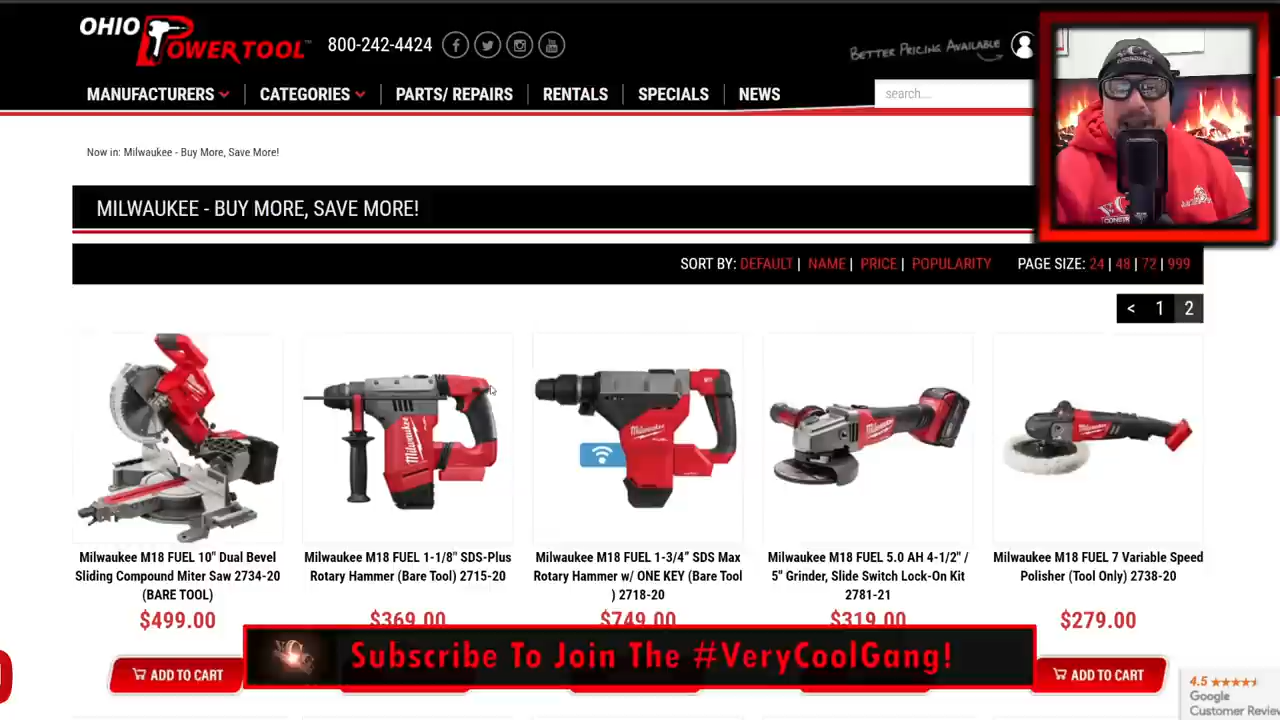 OHIO
POWERTOOL™
800-242-4424
BETTER PRICING AVAILABLE
MANUFACTURERS
CATEGORIES
PARTS/ REPAIRS
RENTALS
SPECIALS
NEWS
search....
Now in: Milwaukee - Buy More, Save More!
MILWAUKEE - BUY MORE, SAVE MORE!
SORT BY: DEFAULT | NAME | PRICE | POPULARITY PAGE SIZE: 24 | 48 | 72 | 999
< 1 2
Milwaukee M18 FUEL 10" Dual Bevel
Sliding Compound Miter Saw 2734-20
(BARE TOOL)
$499.00
ADD TO CART
Milwaukee M18 FUEL 1-1/8" SDS-Plus
Rotary Hammer (Bare Tool) 2715-20
$369.00
Milwaukee M18 FUEL 1-3/4” SDS Max
Rotary Hammer w/ ONE KEY (Bare Tool
) 2718-20
$749.00
Milwaukee M18 FUEL 5.0 AH 4-1/2" /
5" Grinder, Slide Switch Lock-On Kit
2781-21
$319.00
Milwaukee M18 FUEL 7 Variable Speed
Polisher (Tool Only) 2738-20
$279.00
ADD TO CART
Subscribe To Join The #VeryCoolGang!
4.5
Google
Customer Review